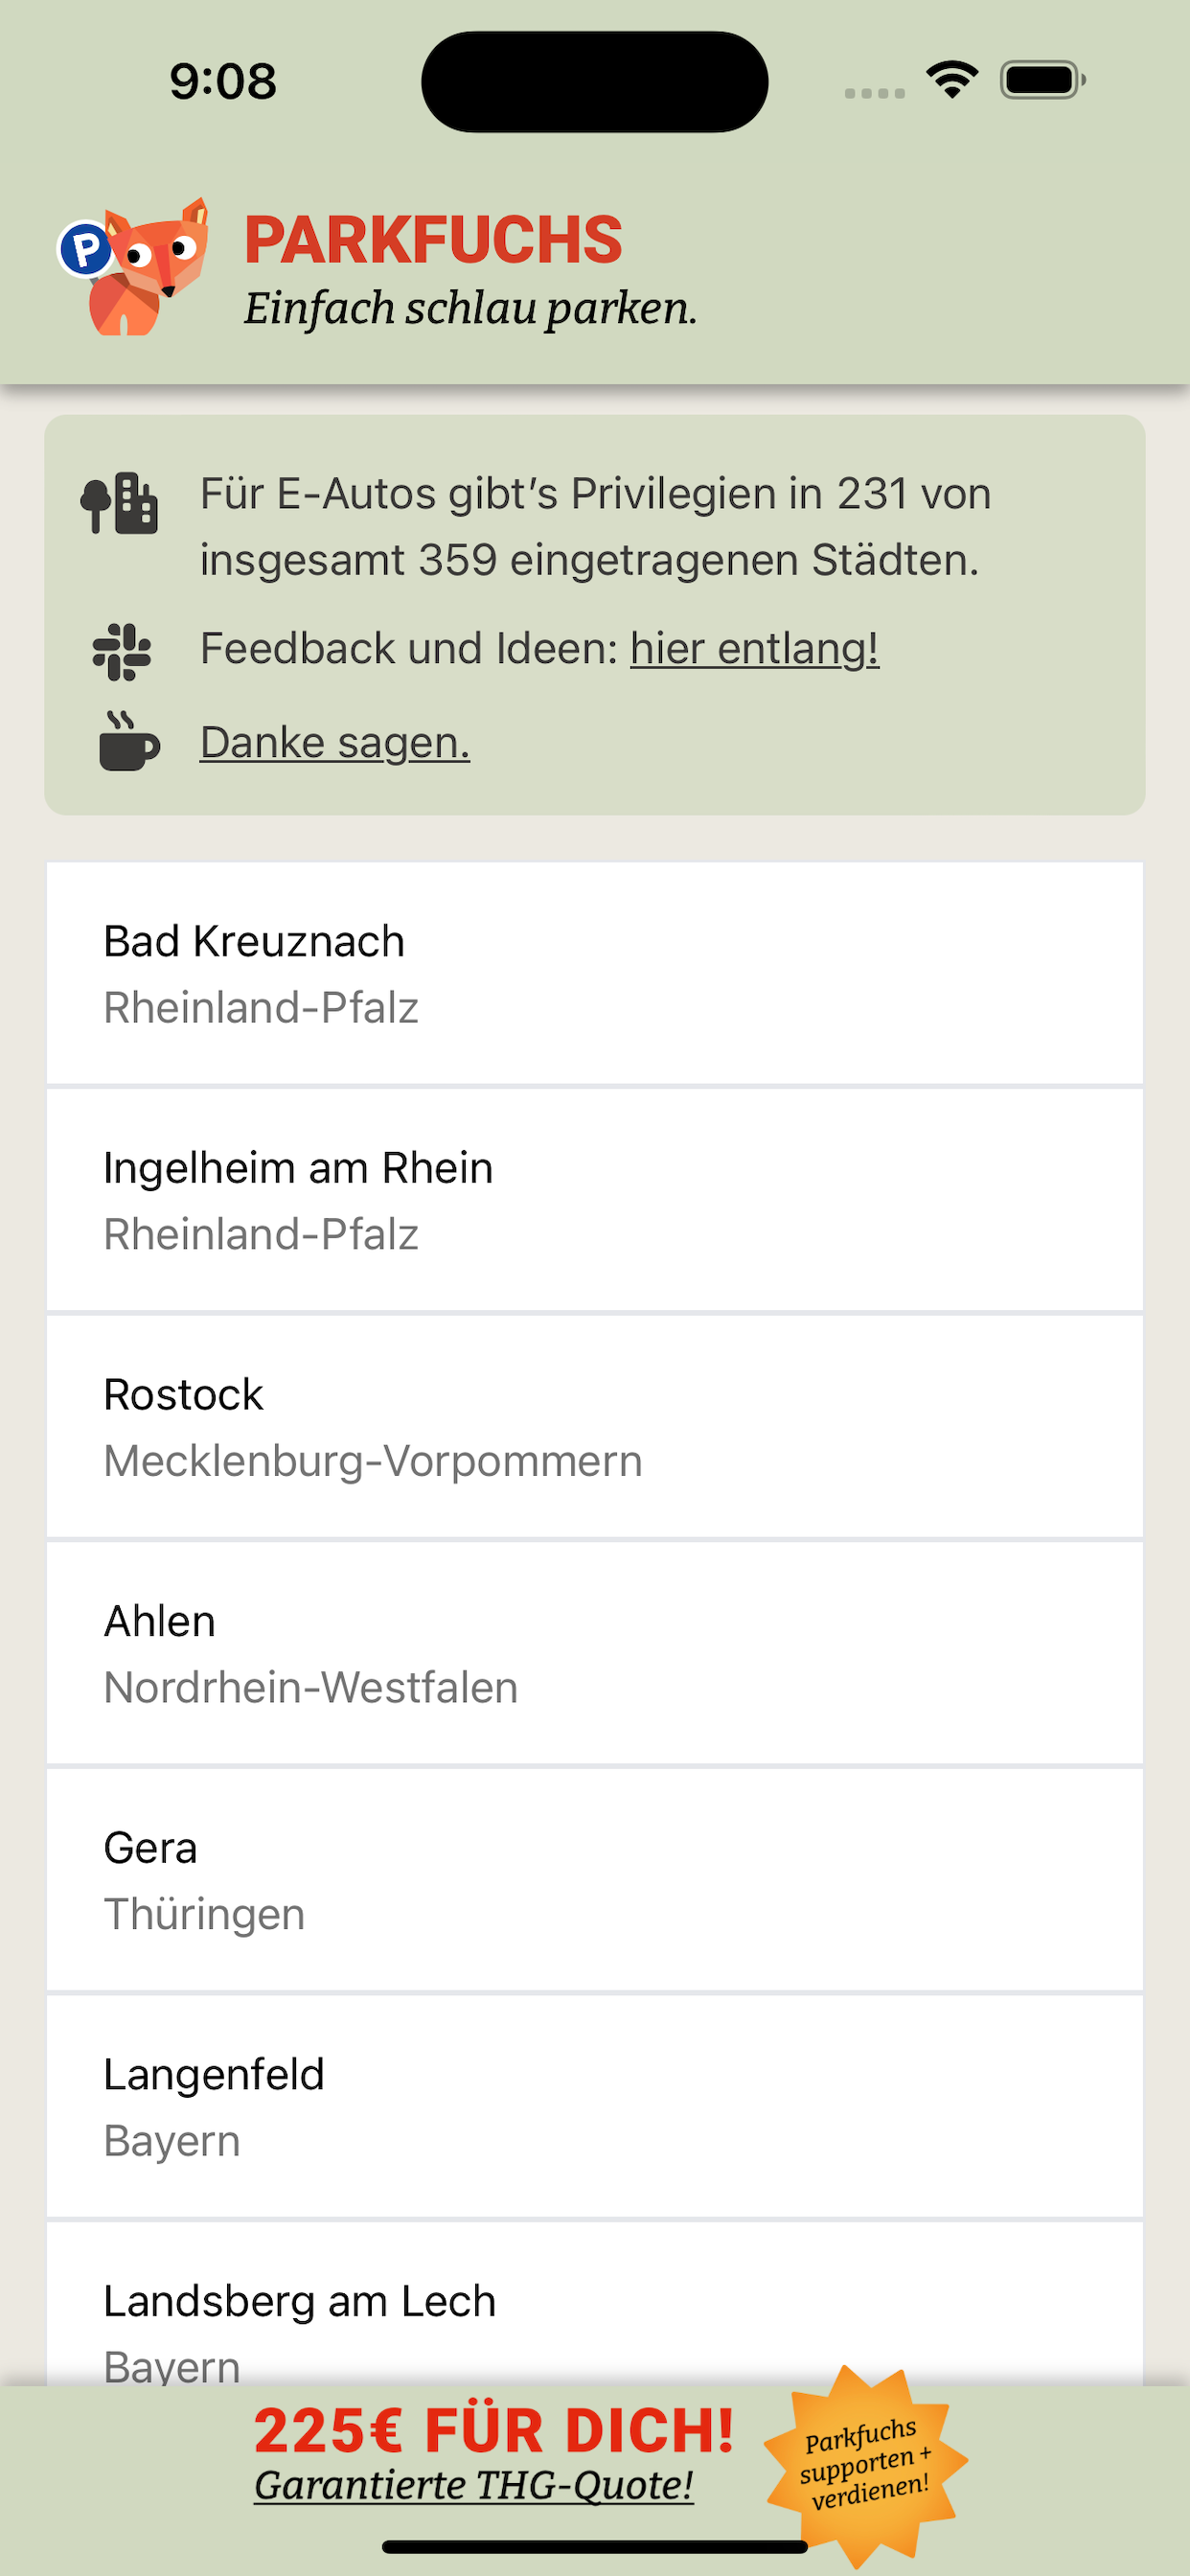 9:08
P
PARKFUCHS
Einfach schlau parken.
Für E-Autos gibt’s Privilegien in 231 von
insgesamt 359 eingetragenen Städten.
Feedback und Ideen: hier entlang!
Danke sagen.
Bad Kreuznach
Rheinland-Pfalz
Ingelheim am Rhein
Rheinland-Pfalz
Rostock
Mecklenburg-Vorpommern
Ahlen
Nordrhein-Westfalen
Gera
Thüringen
Langenfeld
Bayern
Landsberg am Lech
Bayern
225€ FÜR DICH!
Garantierte THG-Quote!
Parkfuchs
supporten +
verdienen!